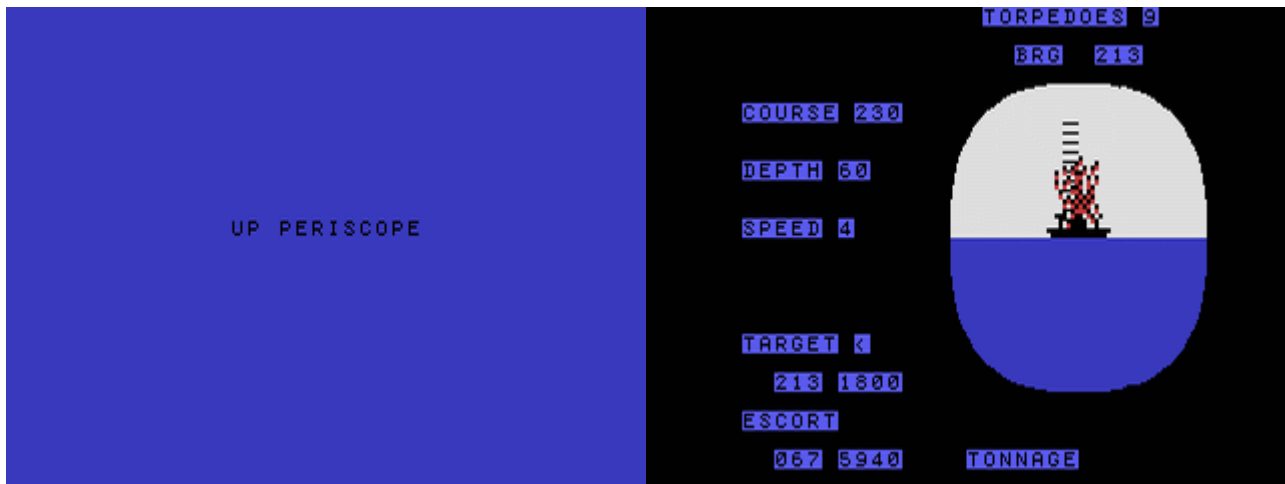 UP PERISCOPE
TORPEDOES 9
BRG 213
COURSE 230
DEPTH 60
SPEED 4
TARGET <
213 1800
ESCORT
067 5940
TONNAGE